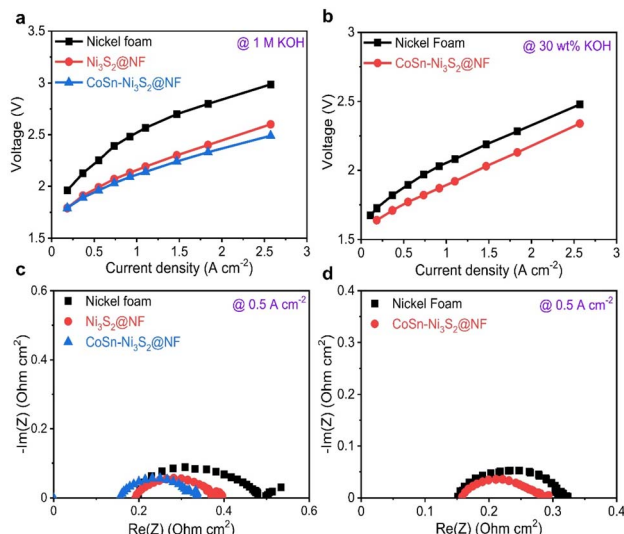 a
3.5
3
2.5
2
1.5
0
0.5
1
1.5
2
2.5
3
Voltage (V)
Current density (A cm⁻²)
Nickel foam
Ni₃S₂@NF
CoSn-Ni₃S₂@NF
@ 1 M KOH
b
3
2.5
2
1.5
0
0.5
1
1.5
2
2.5
3
Voltage (V)
Current density (A cm⁻²)
Nickel Foam
CoSn-Ni₃S₂@NF
@ 30 wt% KOH
c
0.6
0.4
0.2
0
0
0.2
0.4
0.6
-Im(Z) (Ohm cm²)
Re(Z) (Ohm cm²)
Nickel foam
Ni₃S₂@NF
CoSn-Ni₃S₂@NF
@ 0.5 A cm⁻²
d
0.4
0.3
0.2
0.1
0
0
0.1
0.2
0.3
0.4
-Im(Z) (Ohm cm²)
Re(Z) (Ohm cm²)
Nickel Foam
CoSn-Ni₃S₂@NF
@ 0.5 A cm⁻²